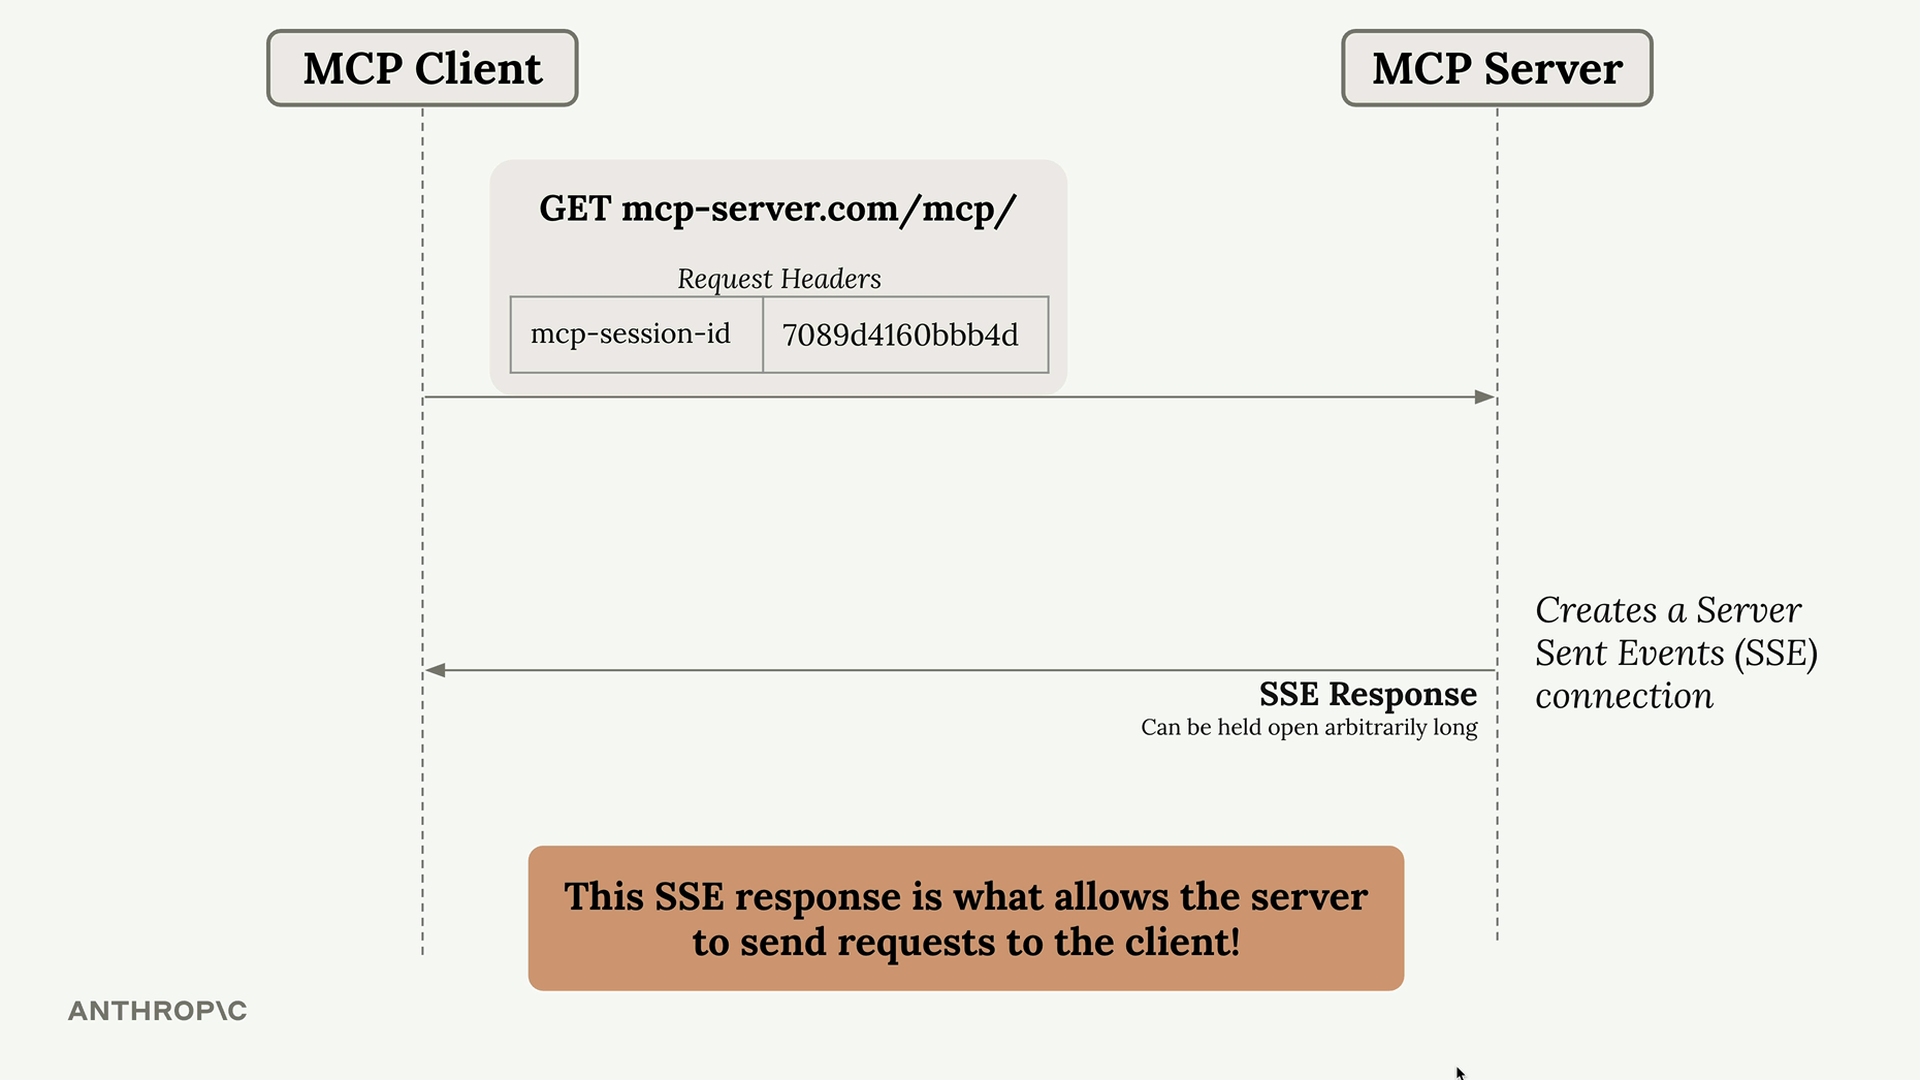 MCP Client
MCP Server
GET mcp-server.com/mcp/
Request Headers
mcp-session-id
7089d4160bbb4d
Creates a Server
Sent Events (SSE)
connection
SSE Response
Can be held open arbitrarily long
This SSE response is what allows the server
to send requests to the client!
ANTHROP\C